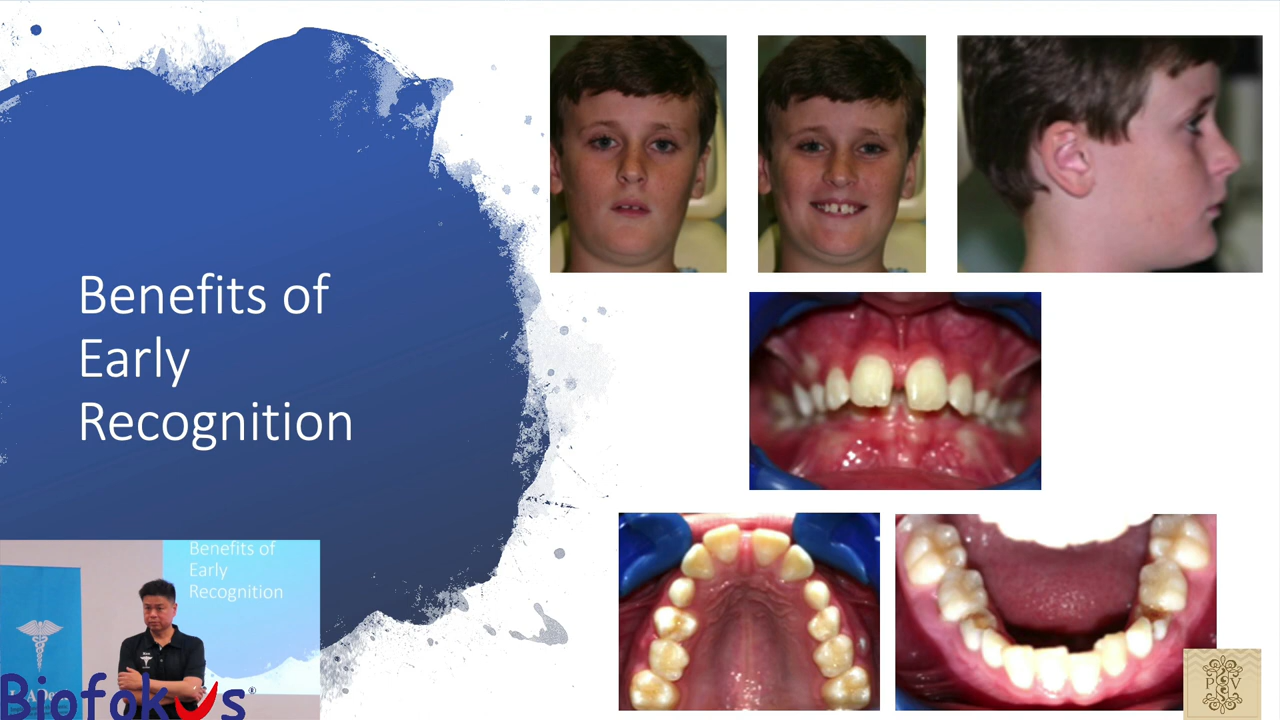 Benefits of
Early
Recognition
Benefits of
Early
Recognition
Biofokus®
P V